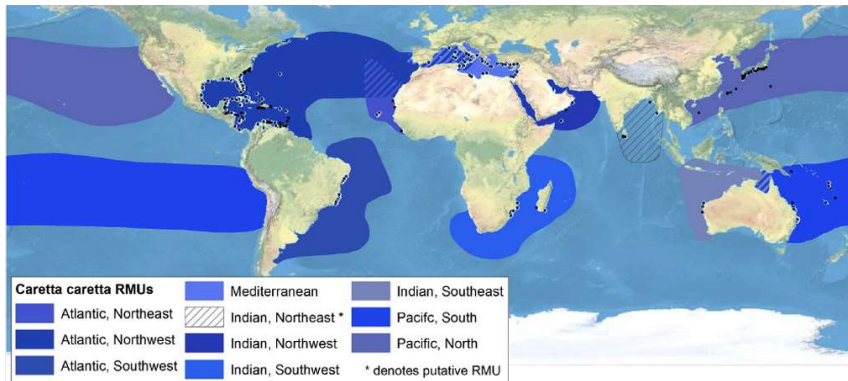 Caretta caretta RMUs
Atlantic, Northeast
Atlantic, Northwest
Atlantic, Southwest
Mediterranean
Indian, Northeast *
Indian, Northwest
Indian, Southwest
Indian, Southeast
Pacifc, South
Pacific, North
* denotes putative RMU